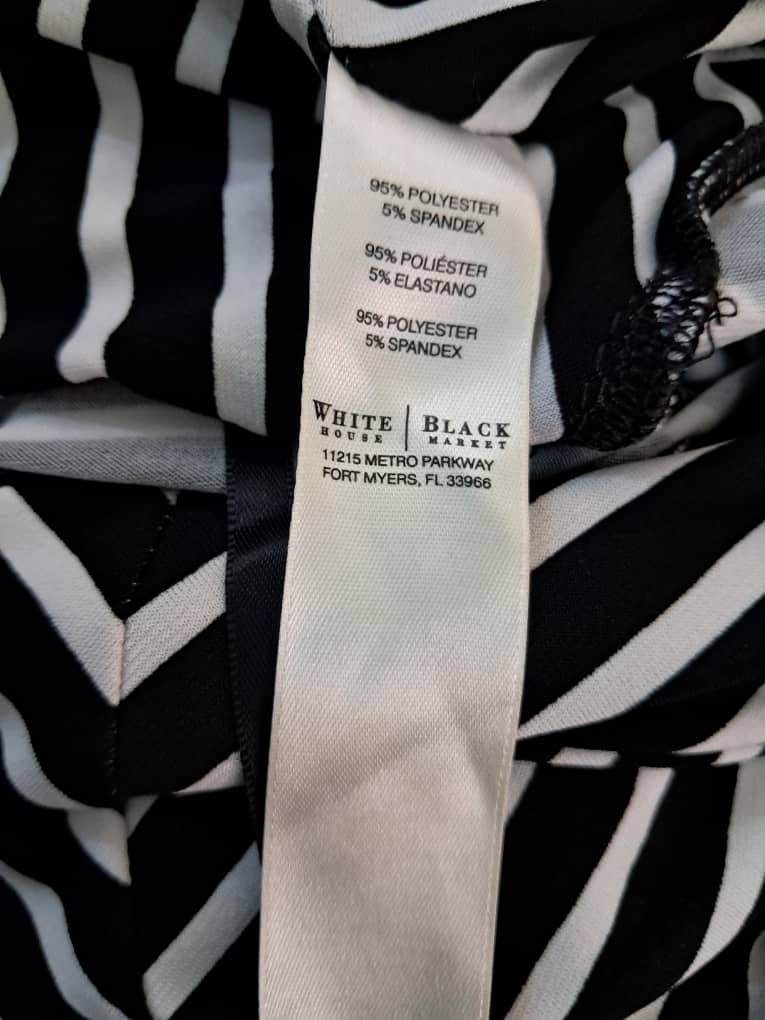 95% POLYESTER
5% SPANDEX
95% POLIÉSTER
5% ELASTANO
95% POLYESTER
5% SPANDEX
WHITE | BLACK
HOUSE MARKET
11215 METRO PARKWAY
FORT MYERS, FL 33966